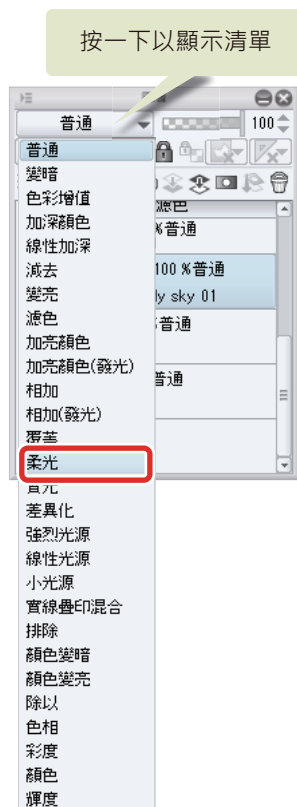 按一下以顯示清單
普通
100
普通
變暗
色彩增值
加深顏色
線性加深
減去
變亮
濾色
加亮顏色
加亮顏色(發光)
相加
相加(發光)
覆蓋
柔光
實光
差異化
強烈光源
線性光源
小光源
實線疊印混合
排除
顏色變暗
顏色變亮
除以
色相
彩度
顏色
輝度
濾色
%普通
100 %普通
ly sky 01
普通
普通